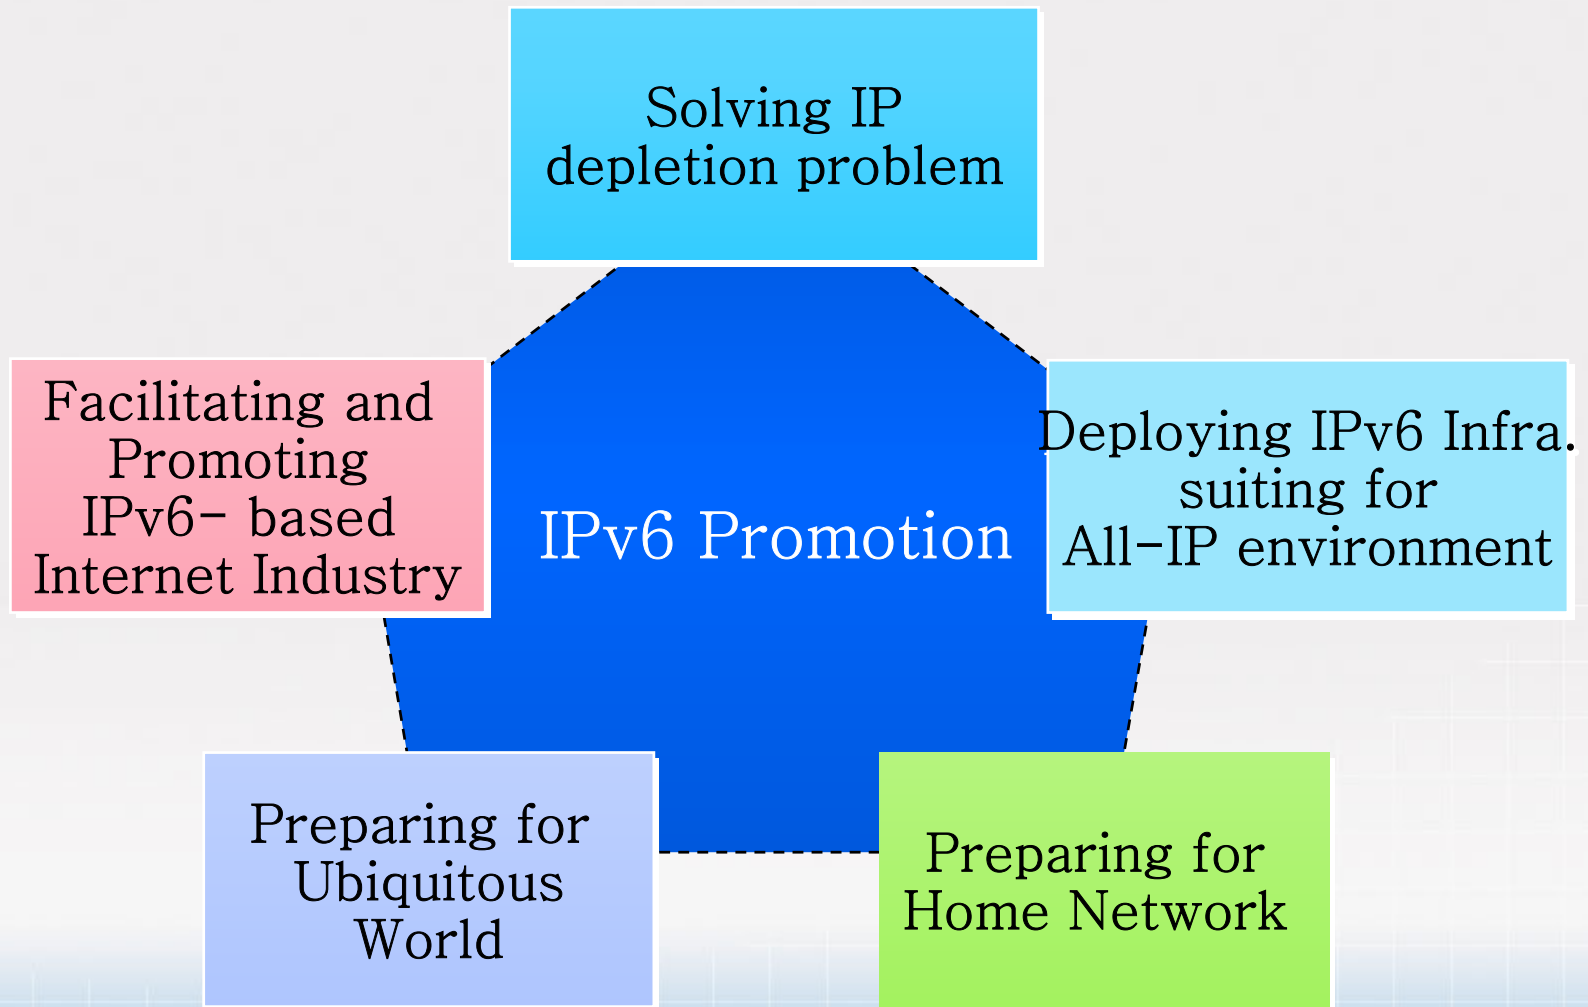 Solving IP
depletion problem
Facilitating and
Promoting
IPv6- based
Internet Industry
IPv6 Promotion
Deploying IPv6 Infra.
suiting for
All-IP environment
Preparing for
Ubiquitous
World
Preparing for
Home Network